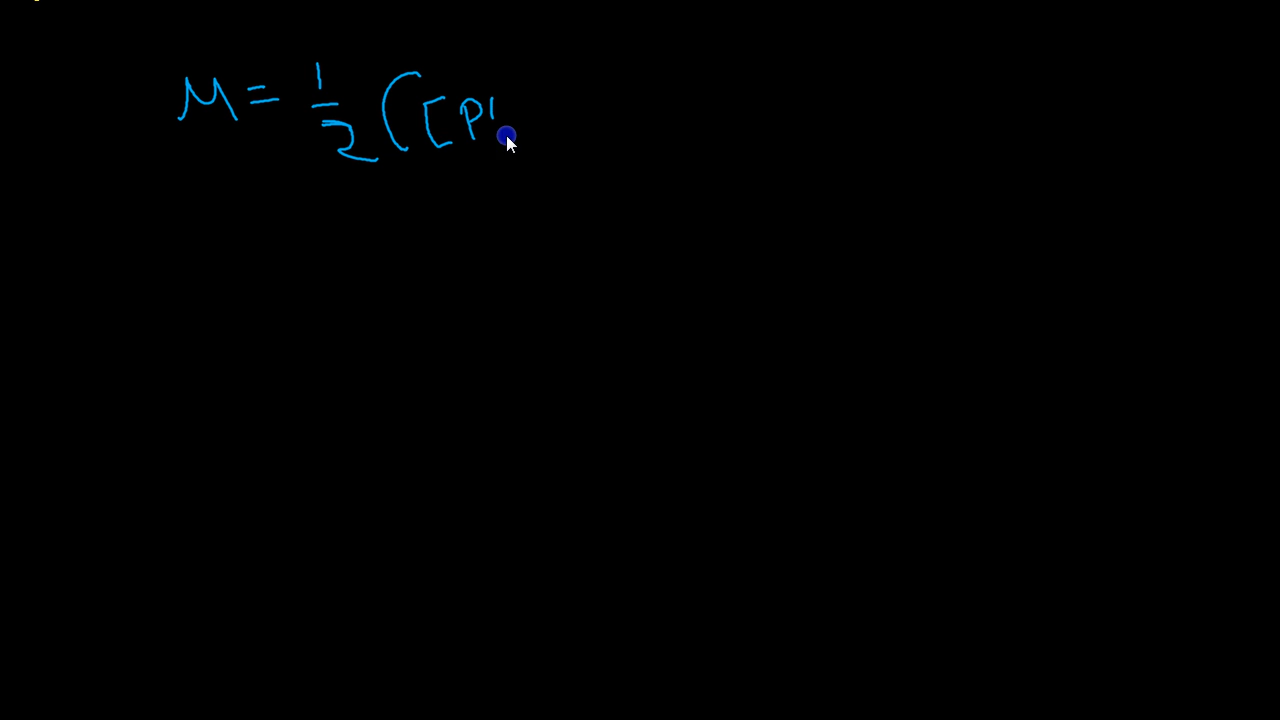 M = 1/2 ([P'